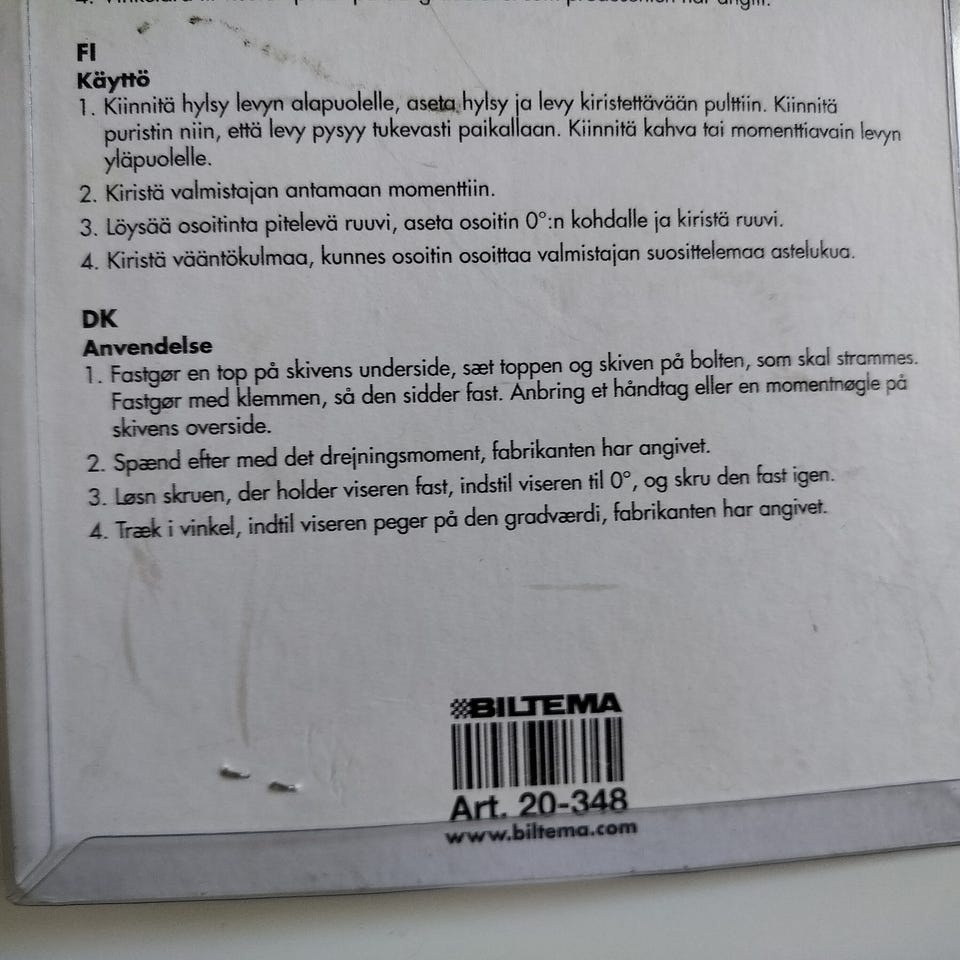 FI
Käyttö
1. Kiinnitä hylsy levyn alapuolelle, aseta hylsy ja levy kiristettävään pulttiin. Kiinnitä
puristin niin, että levy pysyy tukevasti paikallaan. Kiinnitä kahva tai momenttiavain levyn
yläpuolelle.
2. Kiristä valmistajan antamaan momenttiin.
3. Löysää osoitinta pitelevä ruuvi, aseta osoitin 0°:n kohdalle ja kiristä ruuvi.
4. Kiristä vääntökulmaa, kunnes osoitin osoittaa valmistajan suosittelemaa astelukua.
DK
Anvendelse
1. Fastgør en top på skivens underside, sæt toppen og skiven på bolten, som skal strammes.
Fastgør med klemmen, så den sidder fast. Anbring et håndtag eller en momentnøgle på
skivens overside.
2. Spænd efter med det drejningsmoment, fabrikanten har angivet.
3. Løsn skruen, der holder viseren fast, indstil viseren til 0°, og skru den fast igen.
4. Træk i vinkel, indtil viseren peger på den gradværdi, fabrikanten har angivet.
BILTEMA
Art. 20-348
www.biltema.com